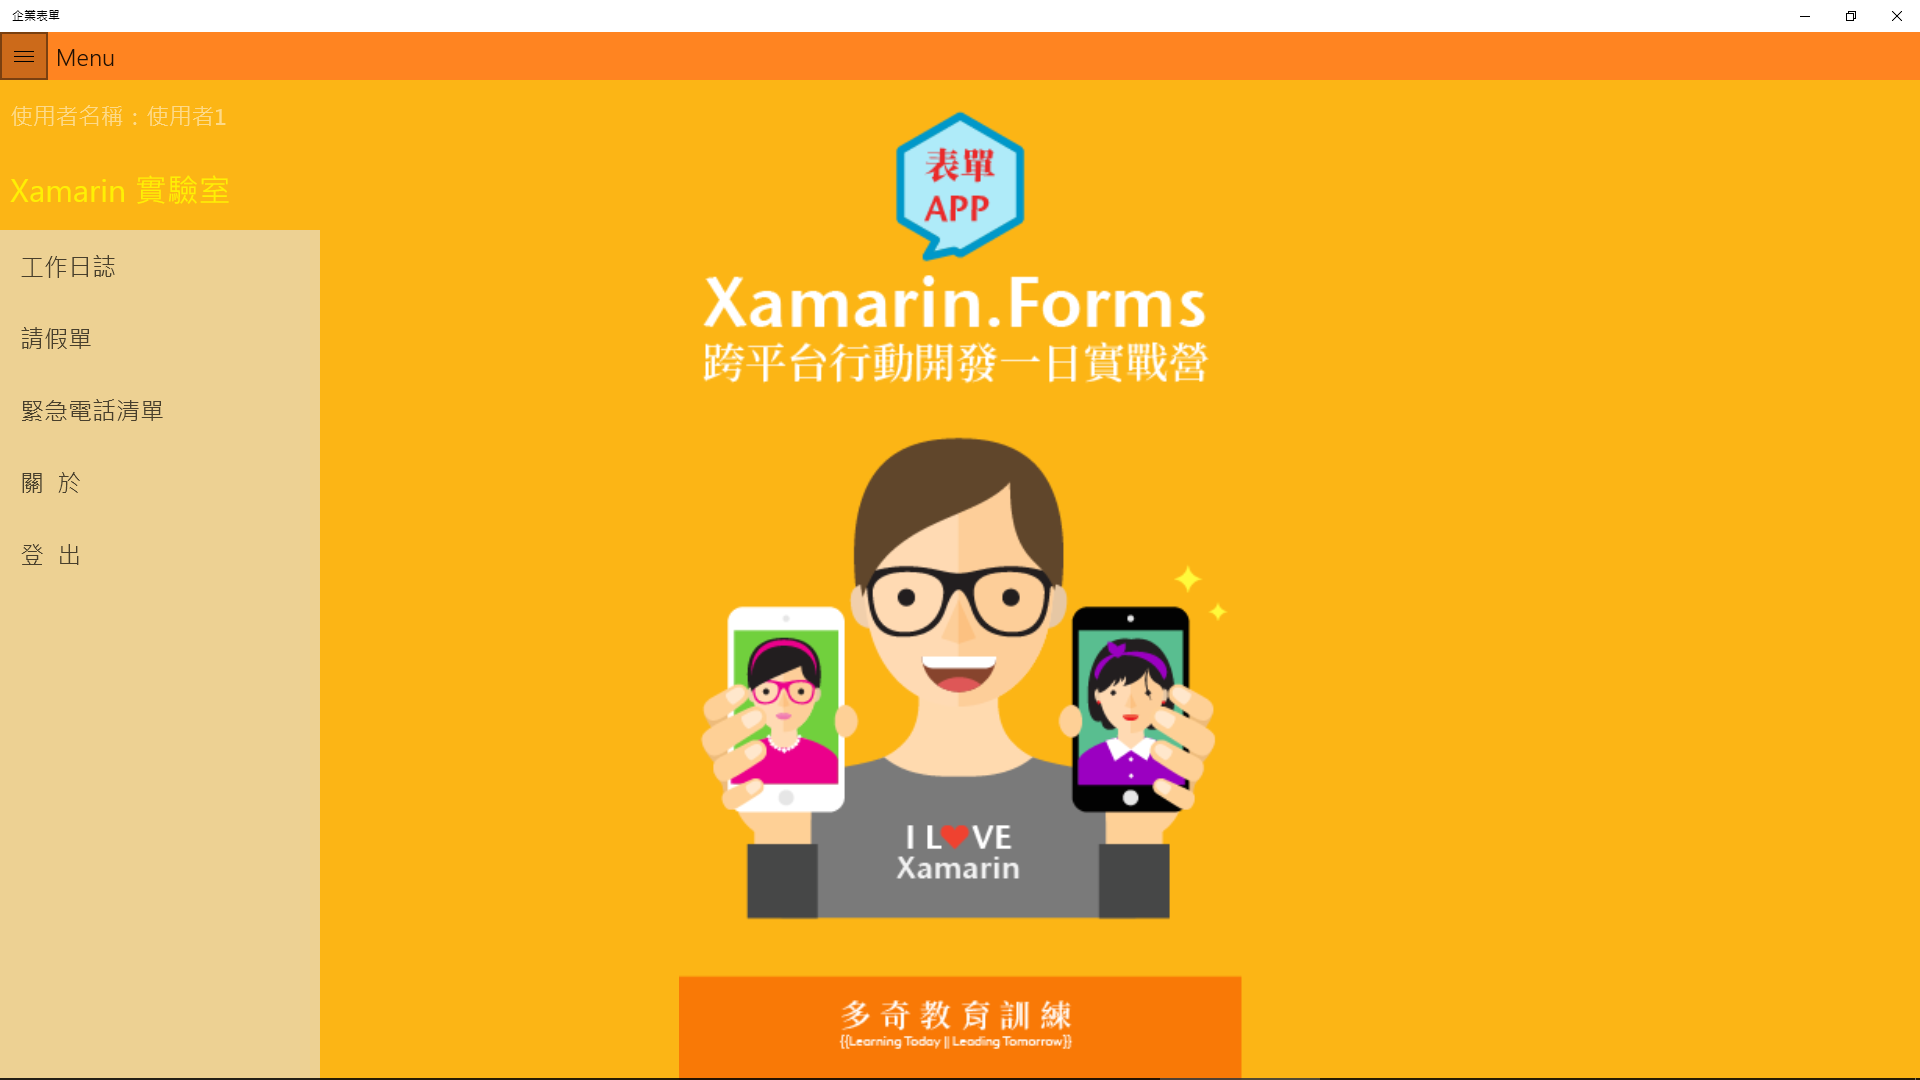 企業表單
Menu
使用者名稱：使用者1
Xamarin 實驗室
工作日誌
請假單
緊急電話清單
關 於
登 出
表單
APP
Xamarin.Forms
跨平台行動開發一日實戰營
I L❤VE
Xamarin
多奇教育訓練
{{Learning Today || Leading Tomorrow}}